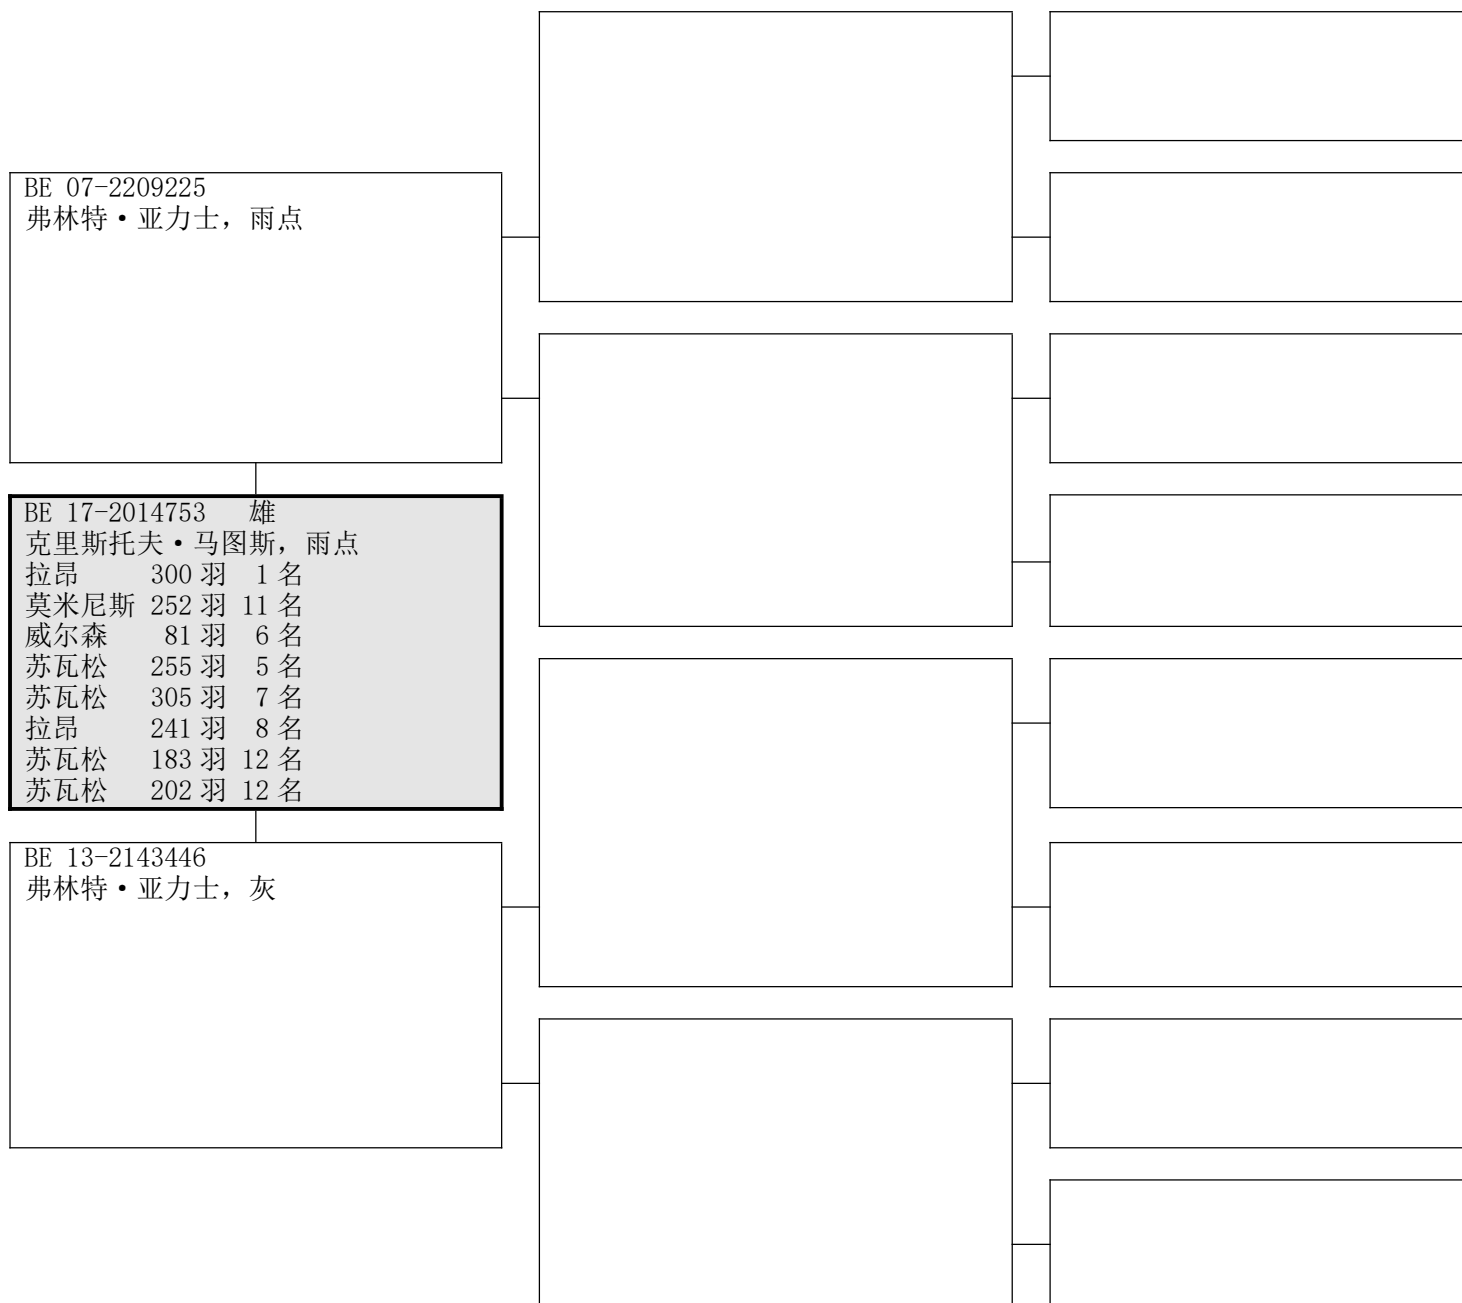 BE 07-2209225
弗林特·亚力士，雨点
BE 17-2014753 雄
克里斯托夫·马图斯，雨点
拉昂 300 羽 1 名
莫米尼斯 252 羽 11 名
威尔森 81 羽 6 名
苏瓦松 255 羽 5 名
苏瓦松 305 羽 7 名
拉昂 241 羽 8 名
苏瓦松 183 羽 12 名
苏瓦松 202 羽 12 名
BE 13-2143446
弗林特·亚力士，灰